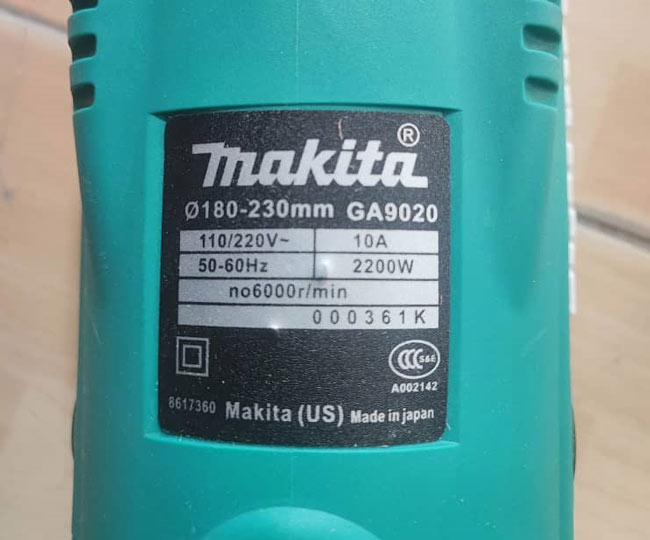 makita ®
Ø180-230mm GA9020
110/220V~ 10A
50-60Hz 2200W
no6000r/min
000361K
CCC S&E
A002142
8617360 Makita (US) Made in japan